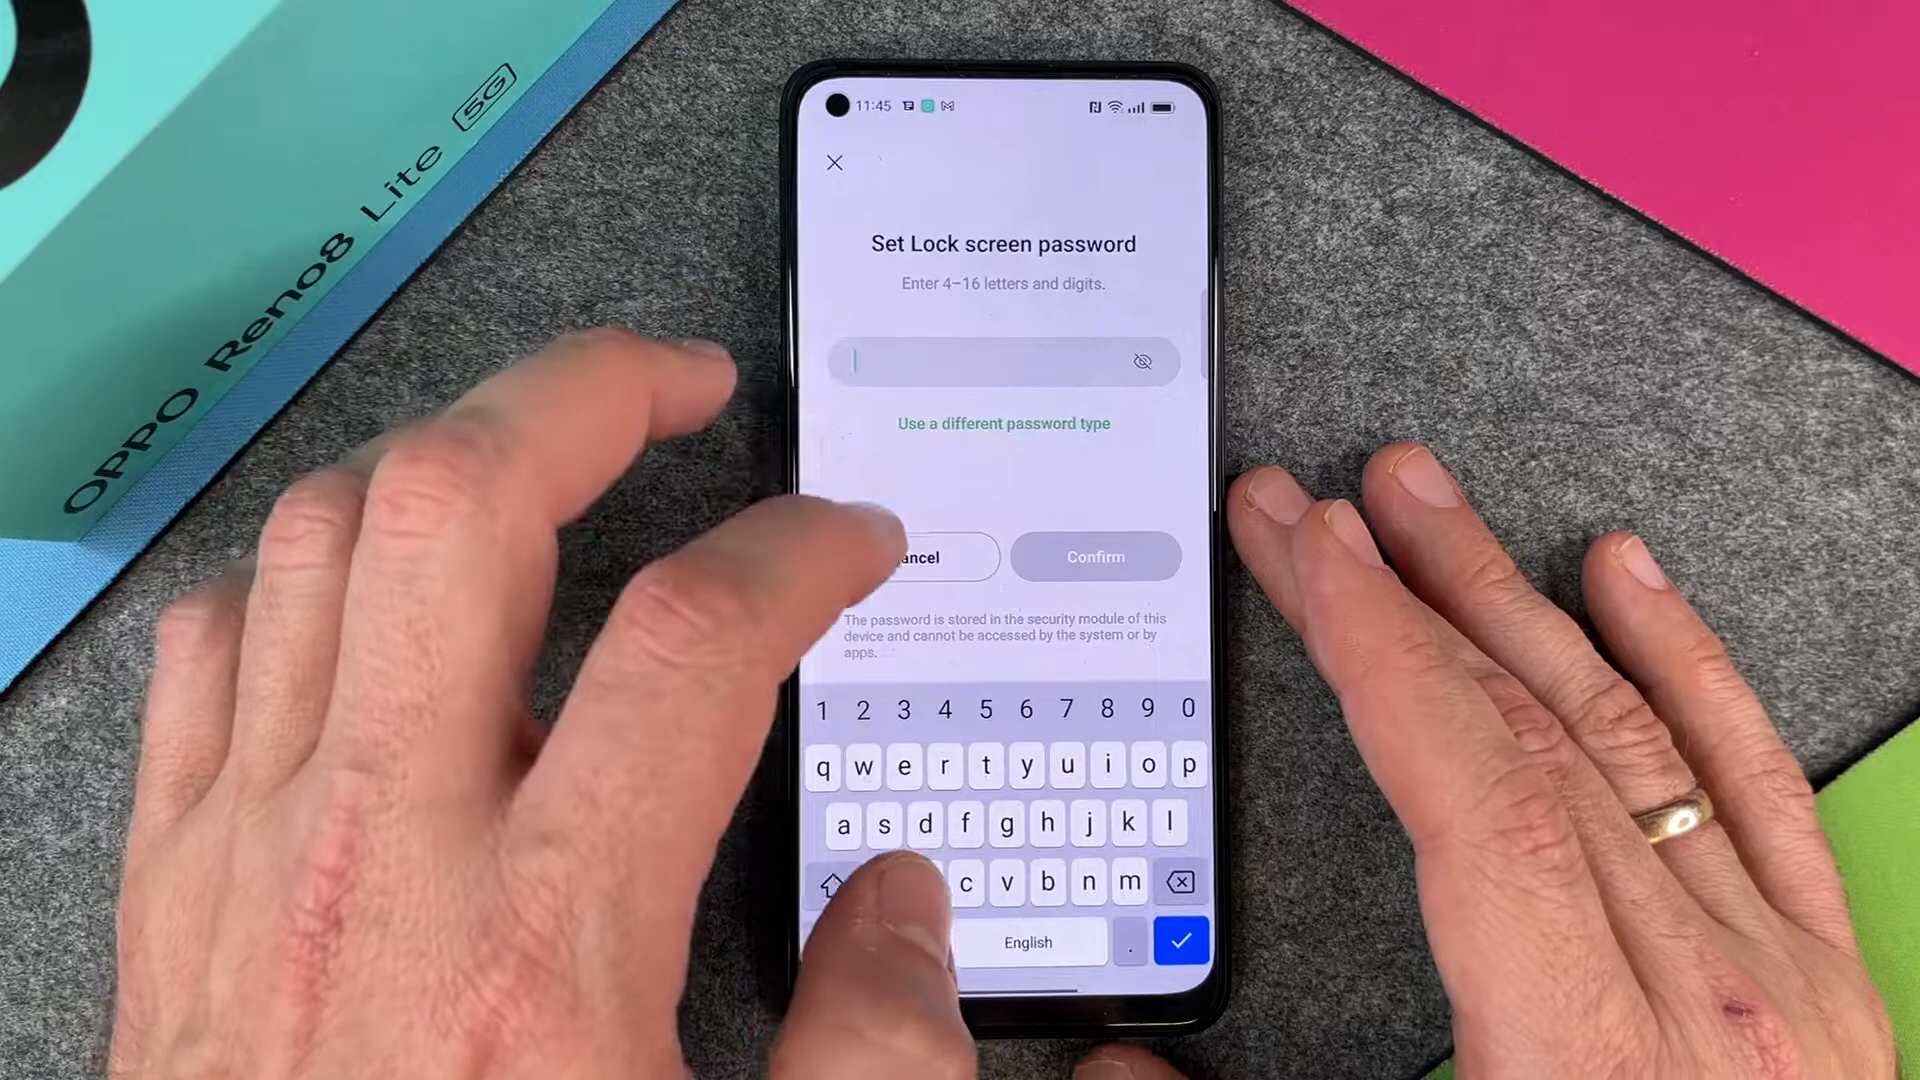 OPPO Reno8 Lite 5G
11:45
Set Lock screen password
Enter 4–16 letters and digits.
Use a different password type
ancel
Confirm
The password is stored in the security module of this
device and cannot be accessed by the system or by
apps.
1 2 3 4 5 6 7 8 9 0
q w e r t y u i o p
a s d f g h j k l
c v b n m
English .